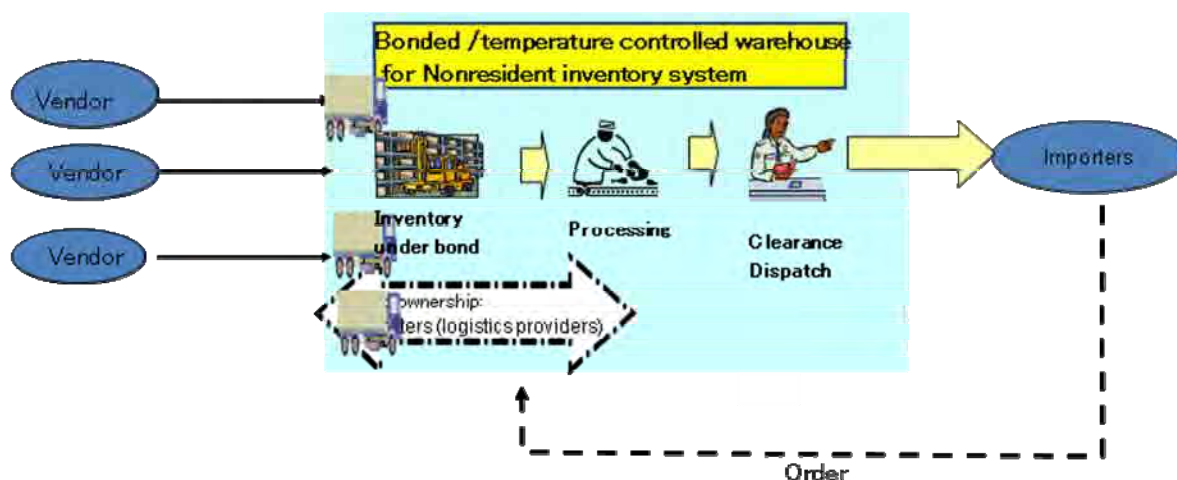 Bonded /temperature controlled warehouse
for Nonresident inventory system
Vendor
Vendor
Vendor
Inventory
under bond
Processing
Clearance
Dispatch
Importers
ownership:
(logistics providers)
Order